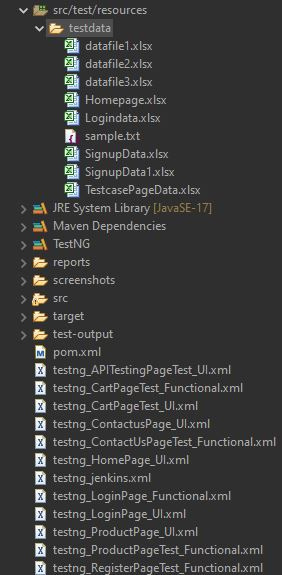 src/test/resources
testdata
datafile1.xlsx
datafile2.xlsx
datafile3.xlsx
Homepage.xlsx
Logindata.xlsx
sample.txt
SignupData.xlsx
SignupData1.xlsx
TestcasePageData.xlsx
JRE System Library [JavaSE-17]
Maven Dependencies
TestNG
reports
screenshots
src
target
test-output
pom.xml
testng_APITestingPageTest_UI.xml
testng_CartPageTest_Functional.xml
testng_CartPageTest_UI.xml
testng_ContactusPage_UI.xml
testng_ContactUsPageTest_Functional.xml
testng_HomePage_UI.xml
testng_jenkins.xml
testng_LoginPage_Functional.xml
testng_LoginPage_UI.xml
testng_ProductPage_UI.xml
testng_ProductPageTest_Functional.xml
testng_RegisterPageTest_Functional.xml